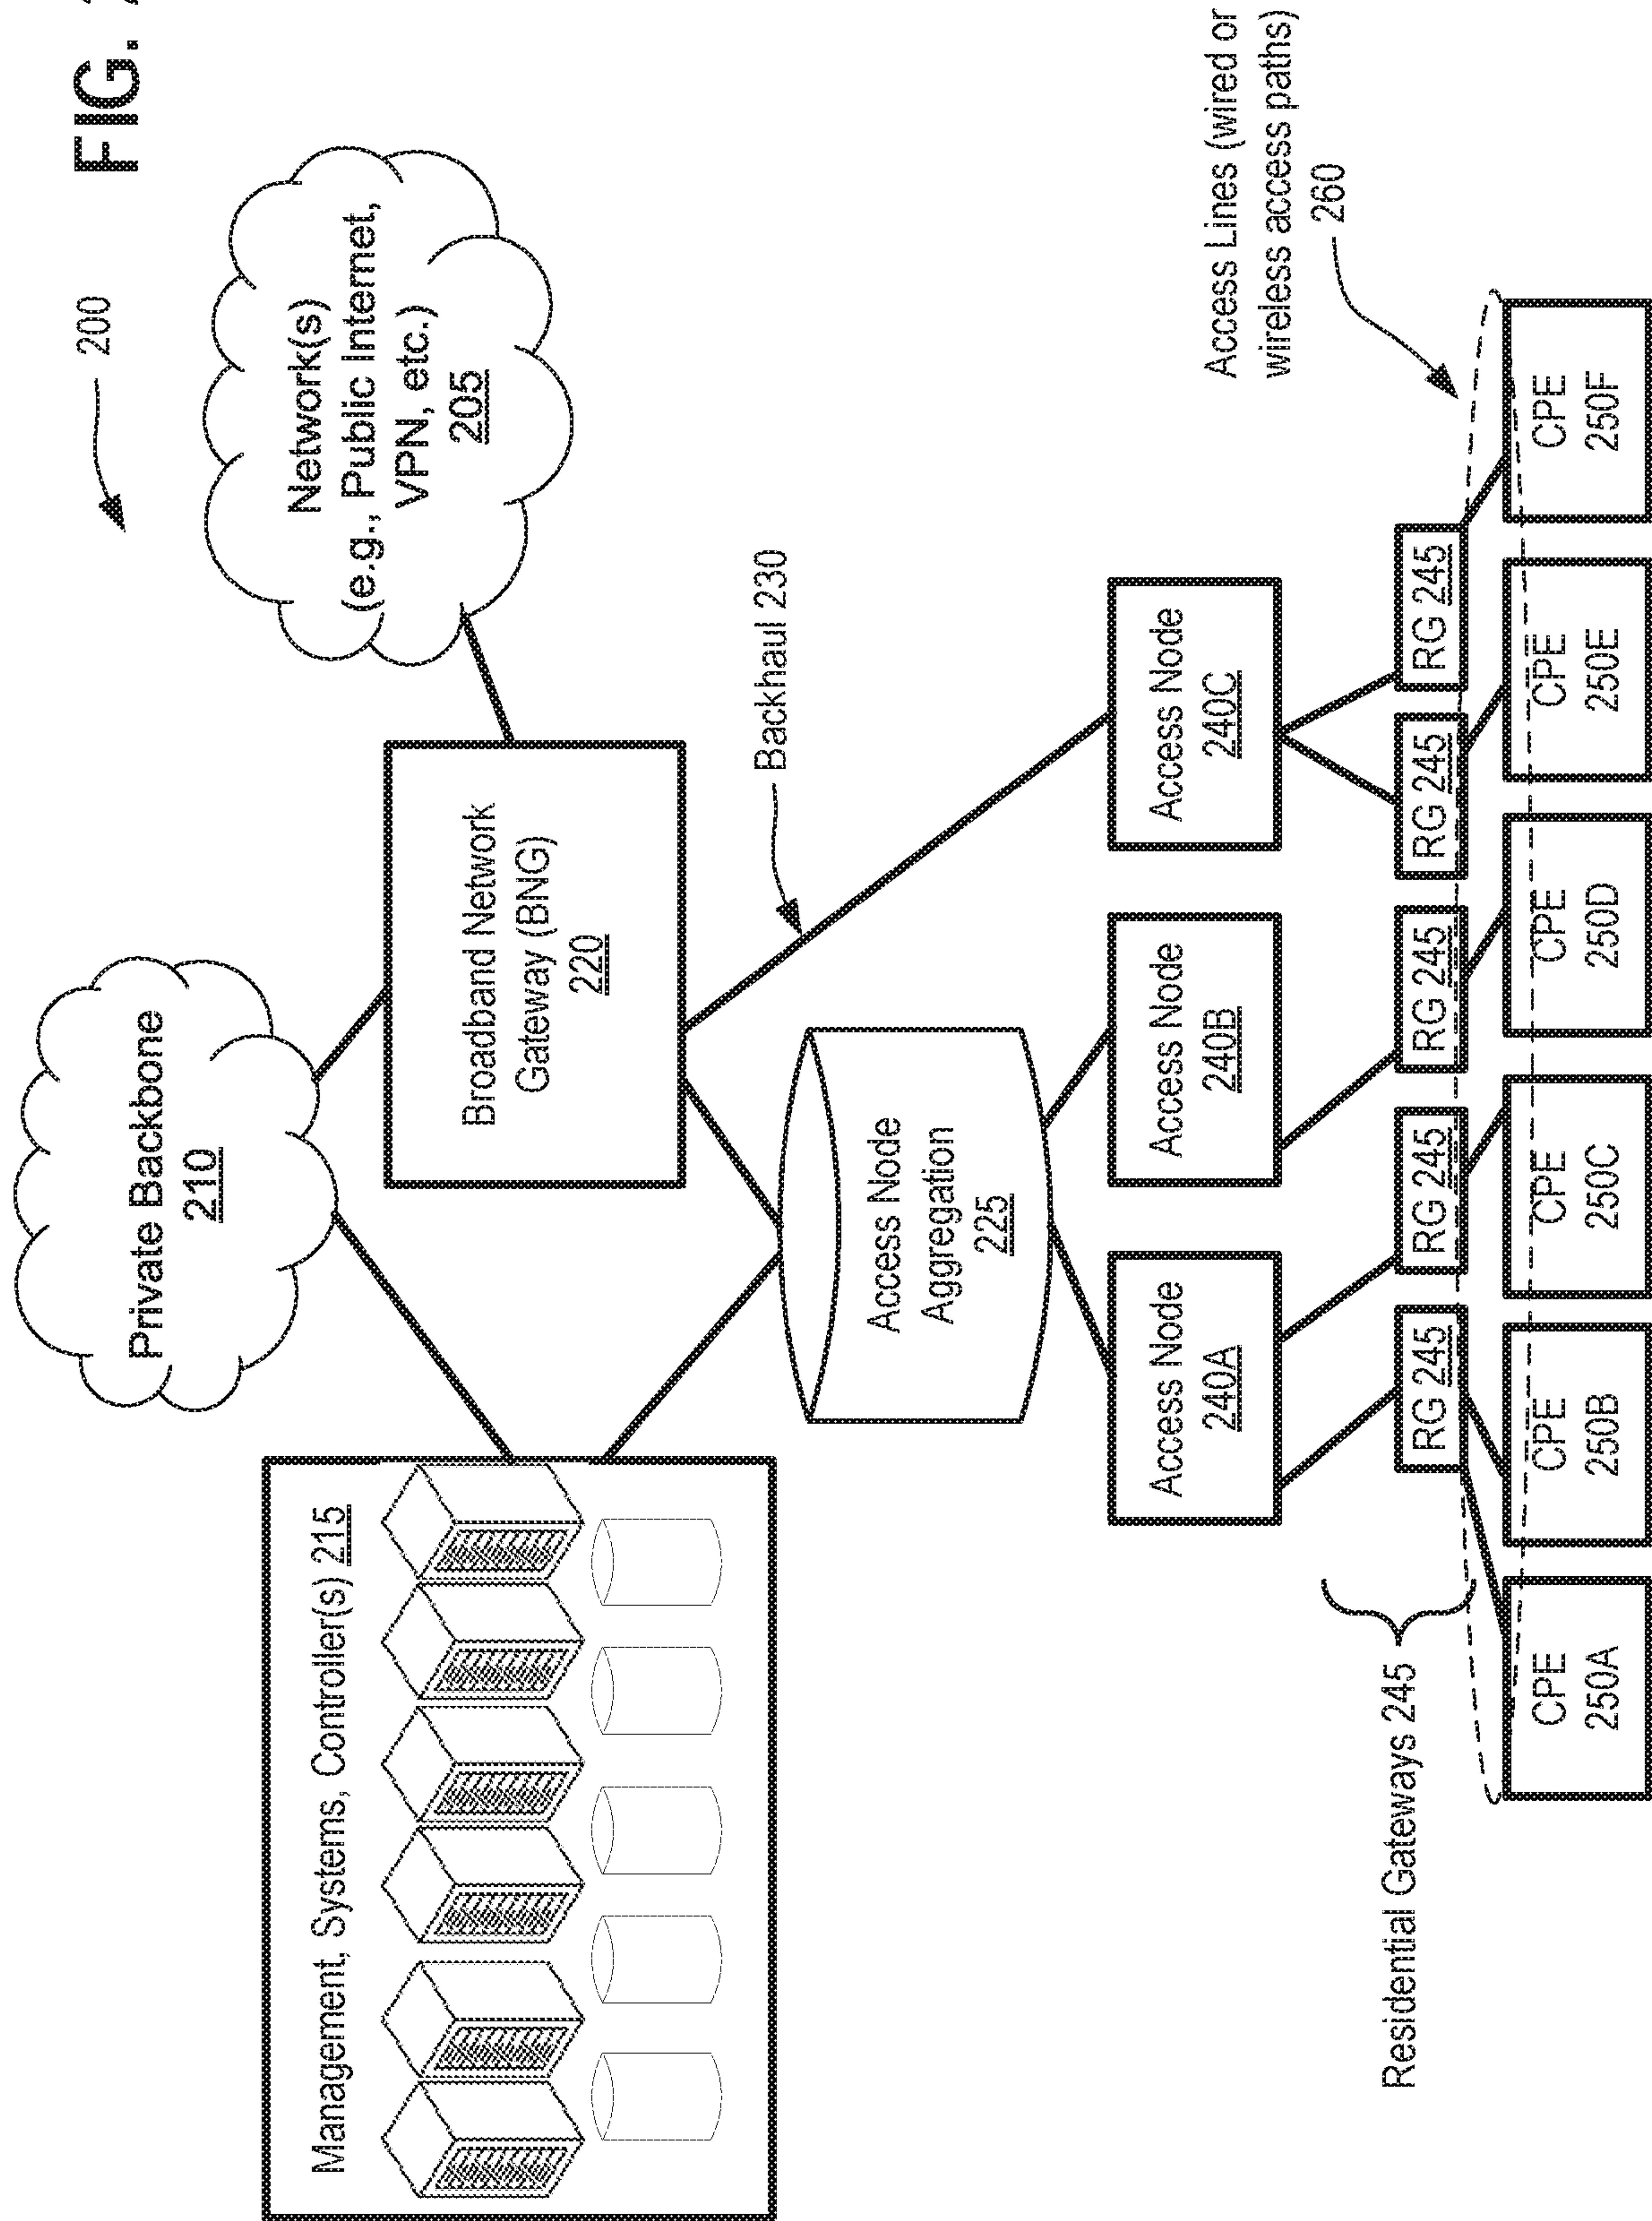 FIG. 2
200
Private Backbone
210
Network(s)
(e.g., Public Internet,
VPN, etc.)
205
Management, Systems, Controller(s) 215
Broadband Network
Gateway (BNG)
220
Backhaul 230
Access Node
Aggregation
225
Access Node
240A
Access Node
240B
Access Node
240C
Access Lines (wired or
wireless access paths)
260
Residential Gateways 245
RG 245
RG 245
RG 245
RG 245
RG 245
CPE
250A
CPE
250B
CPE
250C
CPE
250D
CPE
250E
CPE
250F